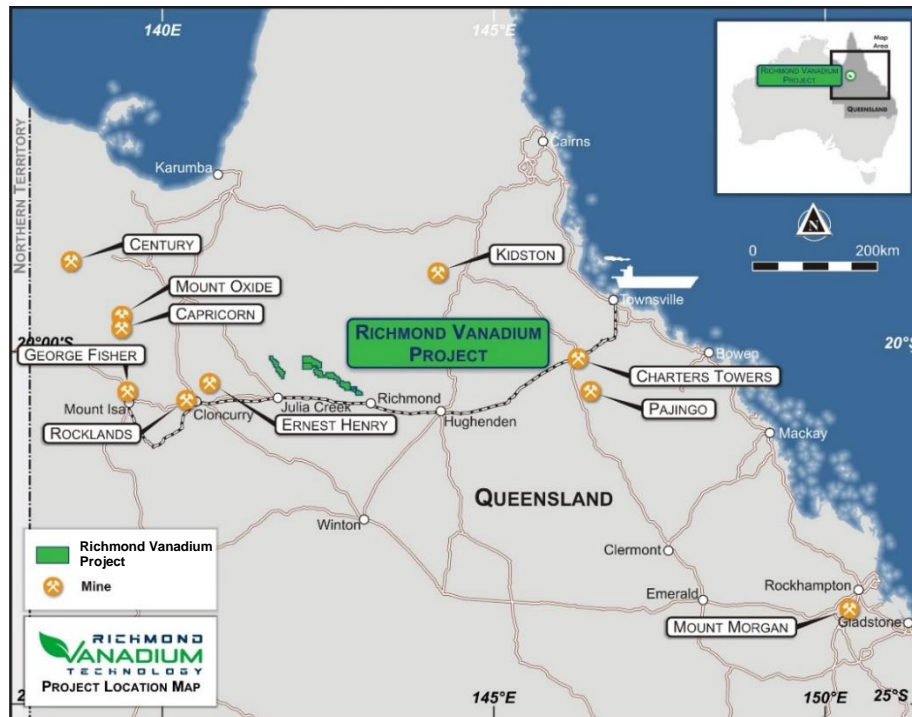 140E
145°E
Map
Area
RICHMOND VANADIUM
PROJECT
QUEENSLAND
NORTHERN TERRITORY
Karumba
Cairns
N
0 200km
CENTURY
KIDSTON
MOUNT OXIDE
CAPRICORN
Townsville
20°00'S
20°S
GEORGE FISHER
RICHMOND VANADIUM
PROJECT
Bowen
CHARTERS TOWERS
Mount Isa
Cloncurry
Julia Creek
Richmond
PAJINGO
ROCKLANDS
ERNEST HENRY
Hughenden
Mackay
QUEENSLAND
Winton
Clermont
Richmond Vanadium
Project
Mine
Emerald
Rockhampton
MOUNT MORGAN
Gladstone
RICHMOND
VANADIUM
TECHNOLOGY
PROJECT LOCATION MAP
145°E
150°E
25°S